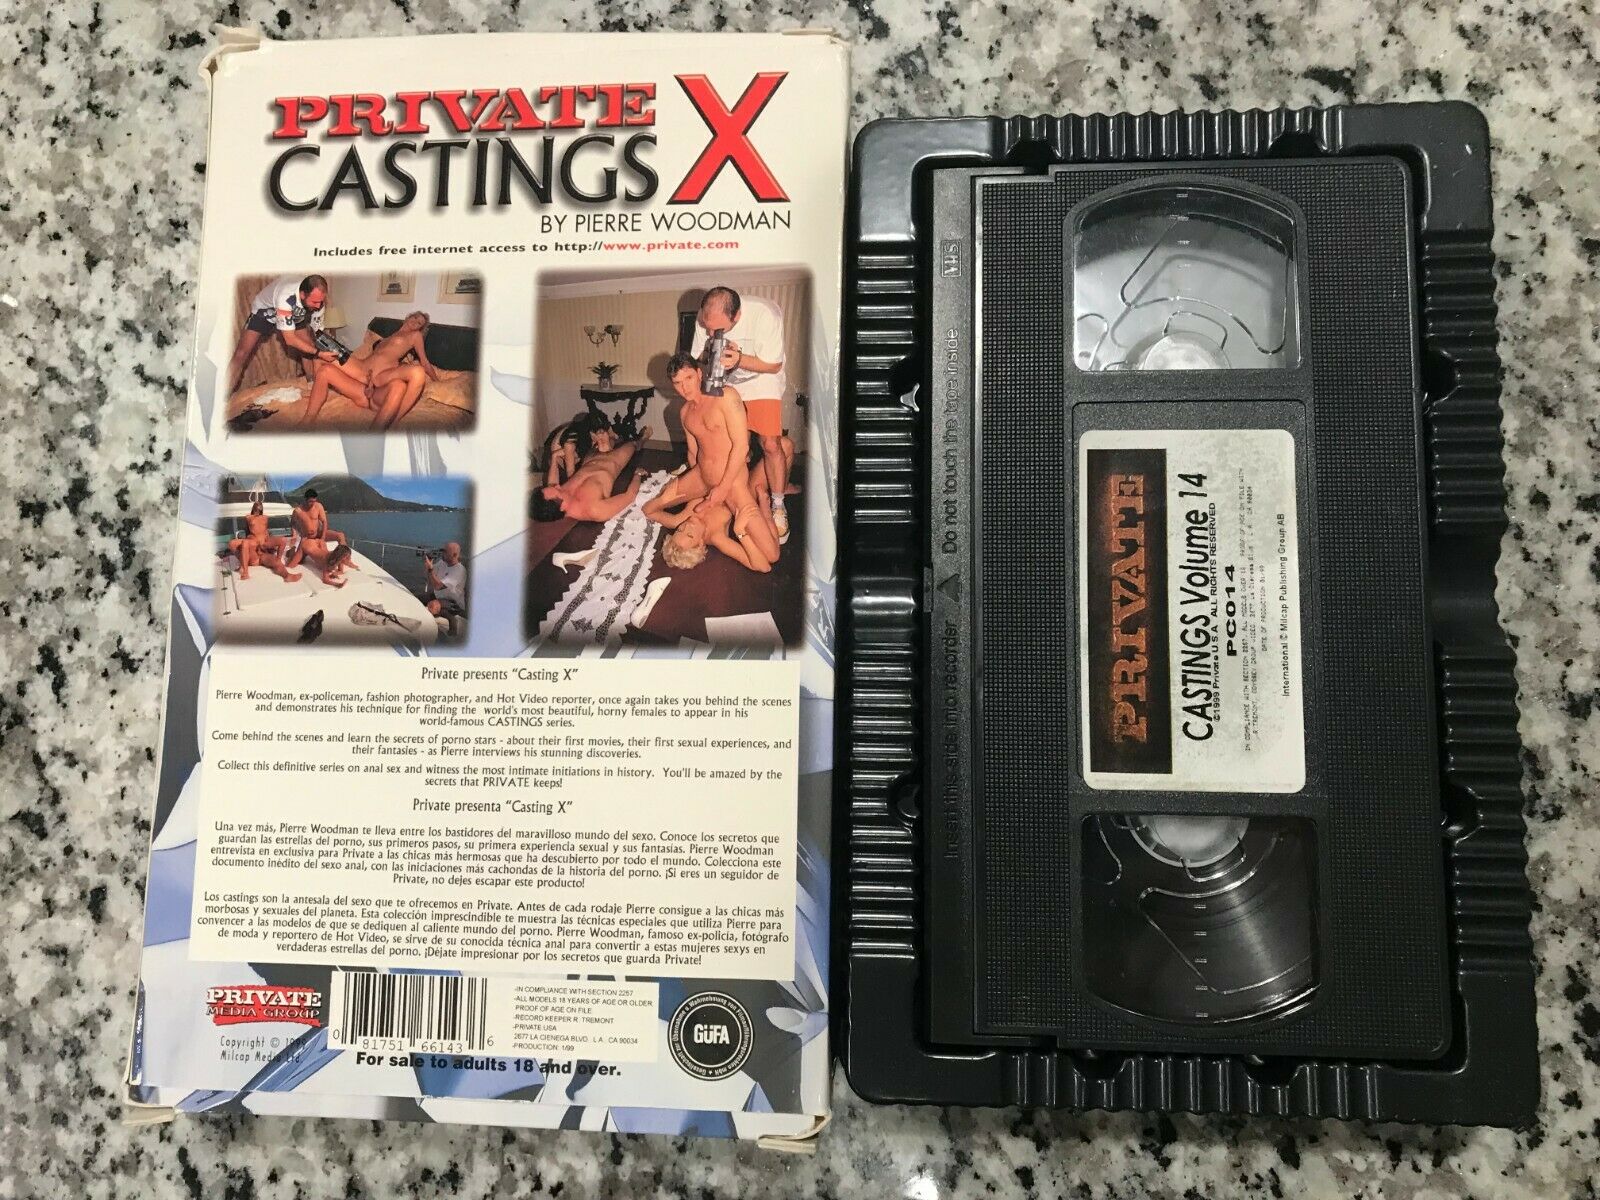 PRIVATE X
CASTINGS
BY PIERRE WOODMAN
Includes free internet access to http://www.private.com
Private presents "Casting X"
Pierre Woodman, ex-policeman, fashion photographer, and Hot Video reporter, once again takes you behind the scenes
and demonstrates his technique for finding the world's most beautiful, horny females to appear in his
world-famous CASTINGS series.
Come behind the scenes and learn the secrets of porno stars - about their first movies, their first sexual experiences, and
their fantasies - as Pierre interviews his stunning discoveries.
Collect this definitive series on anal sex and witness the most intimate initiations in history. You'll be amazed by the
secrets that PRIVATE keeps!
Private presenta "Casting X"
Una vez más, Pierre Woodman te lleva entre los bastidores del maravilloso mundo del sexo. Conoce los secretos que
guardan las estrellas del porno, sus primeros pasos, su primera experiencia sexual y sus fantasías. Pierre Woodman
entrevista en exclusiva para Private a las chicas más hermosas que ha descubierto por todo el mundo. Colecciona este
documento inédito del sexo anal, con las iniciaciones más cachondas de la historia del porno. ¡Si eres un seguidor de
Private, no dejes escapar este producto!
Los castings son la antesala del sexo que te ofrecemos en Private. Antes de cada rodaje Pierre consigue a las chicas más
morbosas y sexuales del planeta. Esta colección imprescindible te muestra las técnicas especiales que utiliza Pierre para
convencer a las modelos de que se dediquen al caliente mundo del porno. Pierre Woodman, famoso ex-policía, fotógrafo
de moda y reportero de Hot Video, se sirve de su conocida técnica anal para convertir a estas mujeres sexys en
verdaderas estrellas del porno. ¡Déjate impresionar por los secretos que guarda Private!
PRIVATE
MEDIA GROUP
Copyright ©
Milcap Media Ltd.
0 81751 66143 6
-IN COMPLIANCE WITH SECTION 2257
-ALL MODELS 18 YEARS OF AGE OR OLDER.
PROOF OF AGE ON FILE
-RECORD KEEPER R. TREMONT
-PRIVATE USA
2677 LA CIENEGA BLVD. L.A. CA 90034
-PRODUCTION: 1/99
For sale to adults 18 and over.
GÜFA
VHS
Insert this side into recorder Do not touch the tape inside
PRIVATE
CASTINGS Volume 14
©1999 Private U.S.A. ALL RIGHTS RESERVED
PC014
DATE OF PRODUCTION
International © Milcap Publishing Group AB